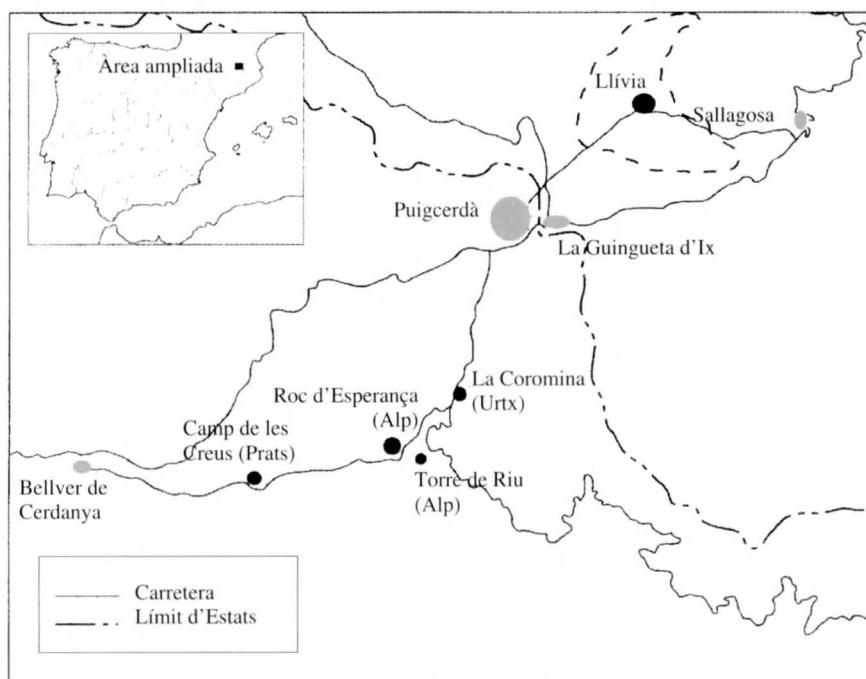 Àrea ampliada
Llívia
Sallagosa
Puigcerdà
La Guingueta d'Ix
La Coromina
(Urtx)
Roc d'Esperança
(Alp)
Camp de les
Creus (Prats)
Torre de Riu
(Alp)
Bellver de
Cerdanya
Carretera
Límit d'Estats